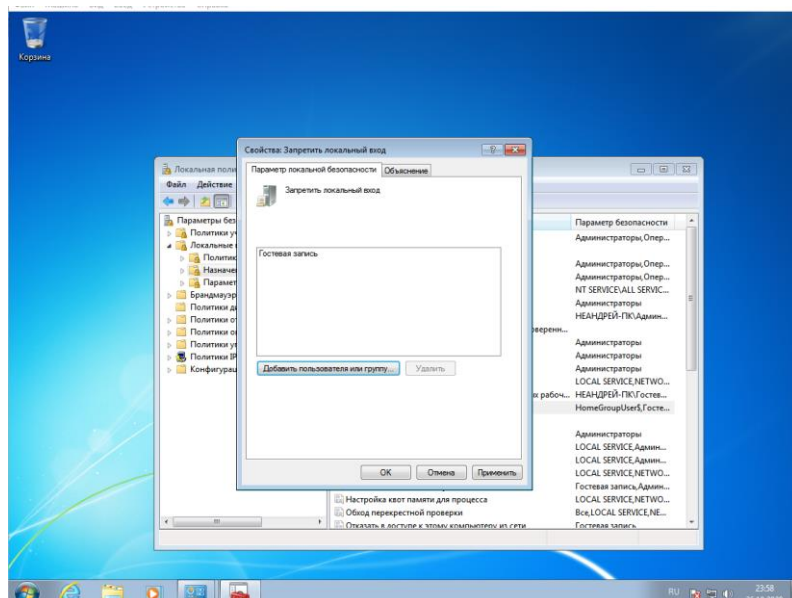 Корзина
Свойства: Запретить локальный вход
Параметр локальной безопасности
Объяснение
Запретить локальный вход
Гостевая запись
Добавить пользователя или группу...
Удалить
OK
Отмена
Применить
Локальная поли
Файл Действие
Параметры без
Политики уч
Локальные
Политик
Назначен
Парамет
Брандмауэр
Политики д
Политики от
Политики
Политики
Политики IP
Конфигурац
Параметр безопасности
Администраторы,Опер...
Администраторы,Опер...
Администраторы,Опер...
NT SERVICE\ALL SERVIC...
Администраторы
НЕАНДРЕЙ-ПК\Админ...
веренн...
Администраторы
Администраторы
Администраторы
LOCAL SERVICE,NETWO...
х рабоч... НЕАНДРЕЙ-ПК\Гостев...
HomeGroupUser$,Госте...
Администраторы
LOCAL SERVICE,Админ...
LOCAL SERVICE,Админ...
LOCAL SERVICE,NETWO...
Гостевая запись,Админ...
Настройка квот памяти для процесса LOCAL SERVICE,NETWO...
Обход перекрестной проверки Все,LOCAL SERVICE,NE...
Отказать в доступе к этому компьютеру из сети Гостевая запись
RU
23:58